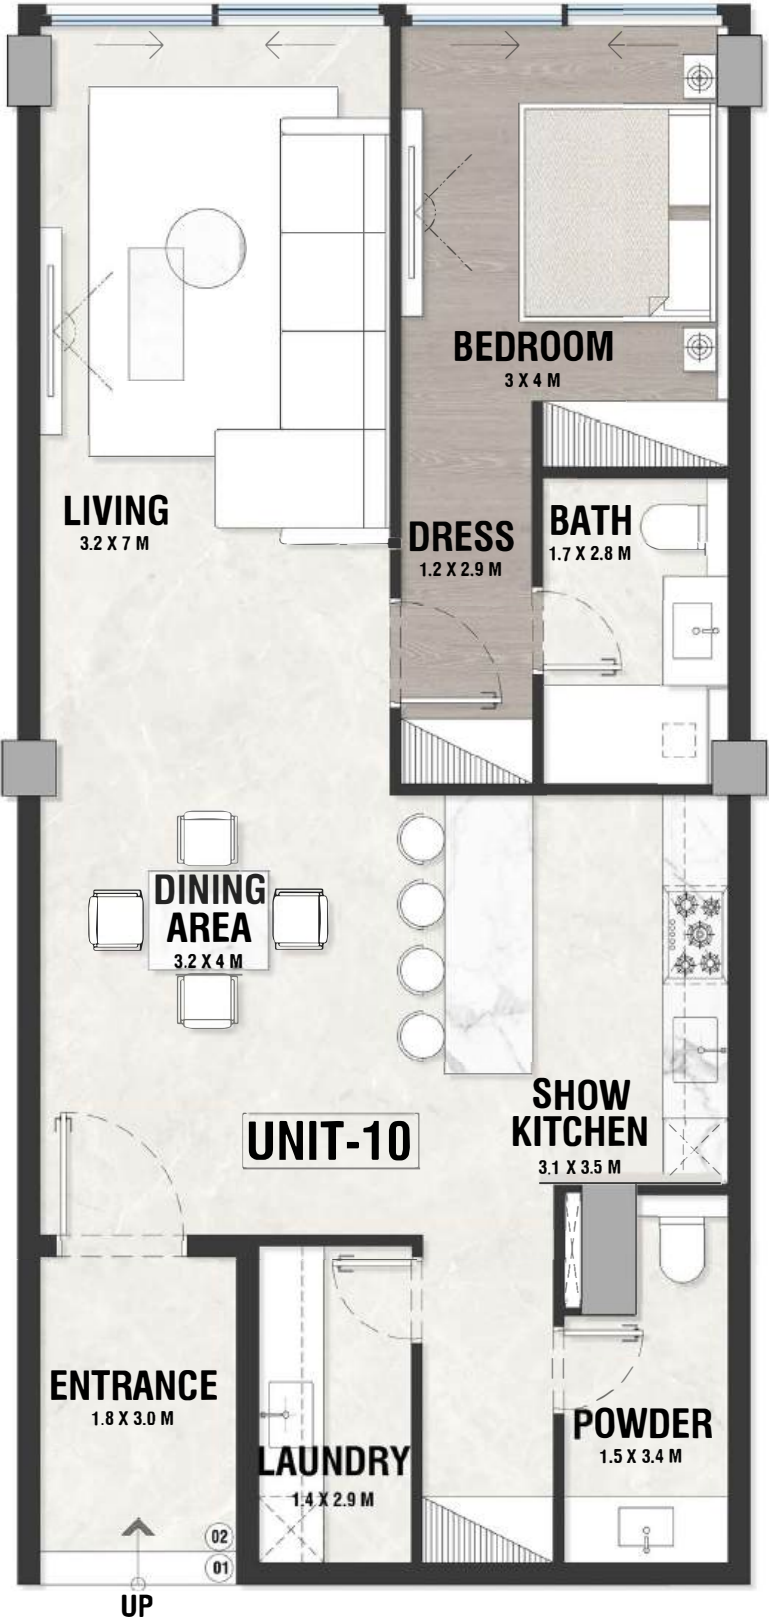 BEDROOM
3 X 4 M
LIVING
3.2 X 7 M
DRESS
1.2 X 2.9 M
BATH
1.7 X 2.8 M
DINING
AREA
3.2 X 4 M
SHOW
KITCHEN
3.1 X 3.5 M
UNIT-10
ENTRANCE
1.8 X 3.0 M
LAUNDRY
1.4 X 2.9 M
POWDER
1.5 X 3.4 M
02
01
UP